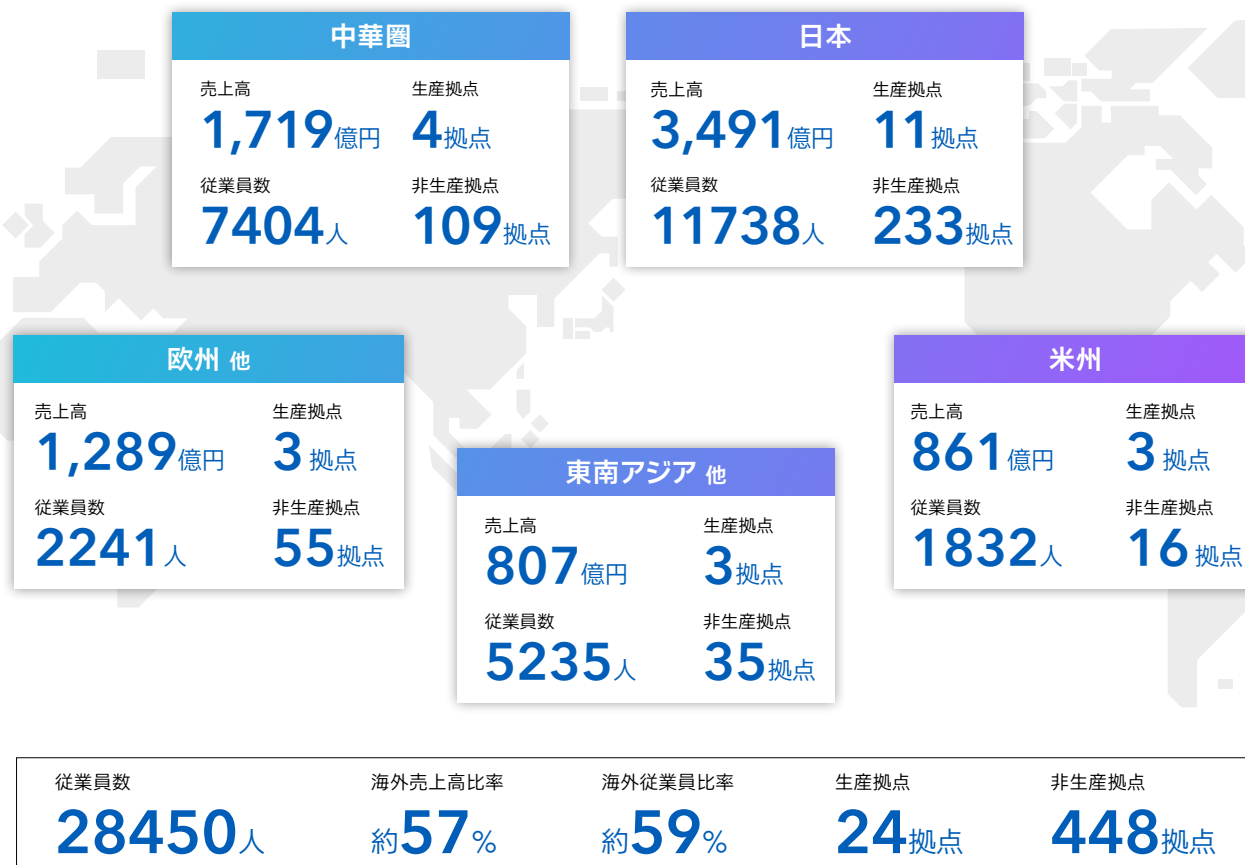 中華圏
売上高 生産拠点
1,719億円 4拠点
従業員数 非生産拠点
7404人 109拠点
日本
売上高 生産拠点
3,491億円 11拠点
従業員数 非生産拠点
11738人 233拠点
欧州 他
売上高 生産拠点
1,289億円 3拠点
従業員数 非生産拠点
2241人 55拠点
東南アジア 他
売上高 生産拠点
807億円 3拠点
従業員数 非生産拠点
5235人 35拠点
米州
売上高 生産拠点
861億円 3拠点
従業員数 非生産拠点
1832人 16拠点
従業員数 海外売上高比率 海外従業員比率 生産拠点 非生産拠点
28450人 約57% 約59% 24拠点 448拠点